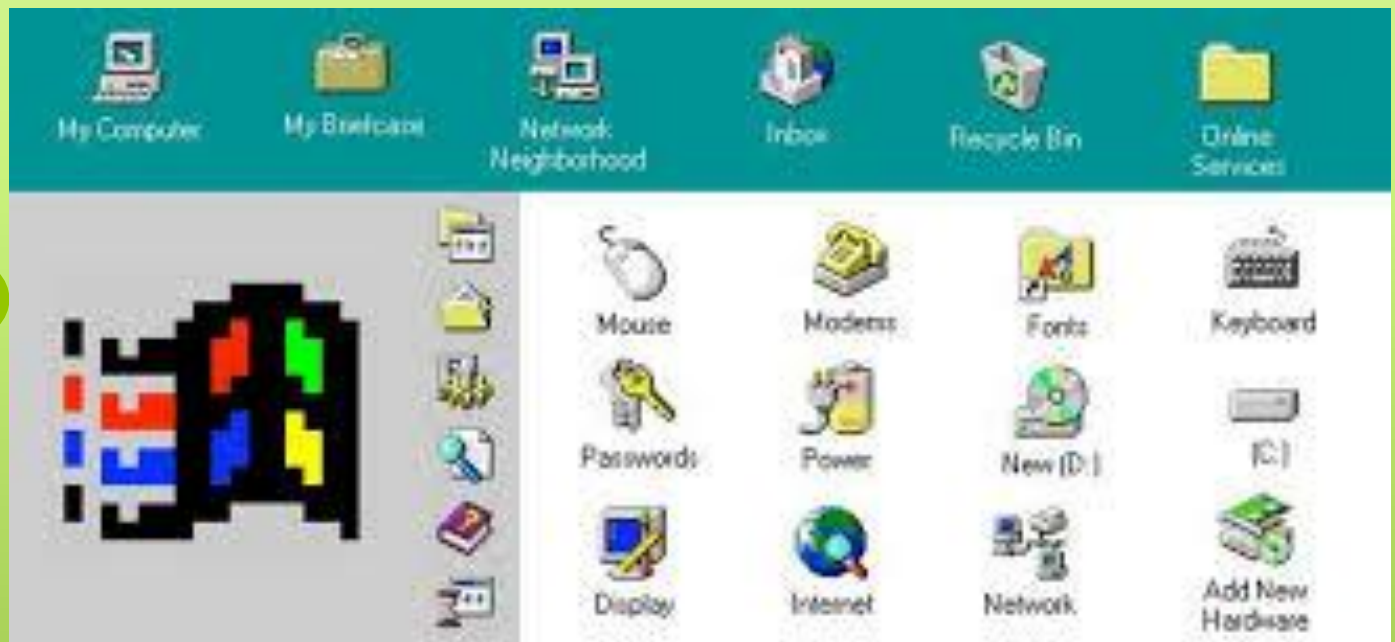 My Computer
My Briefcase
Network
Neighborhood
Inbox
Recycle Bin
Online
Services
Mouse
Modems
Fonts
Keyboard
Passwords
Power
New (D:)
(C:)
Display
Internet
Network
Add New
Hardware